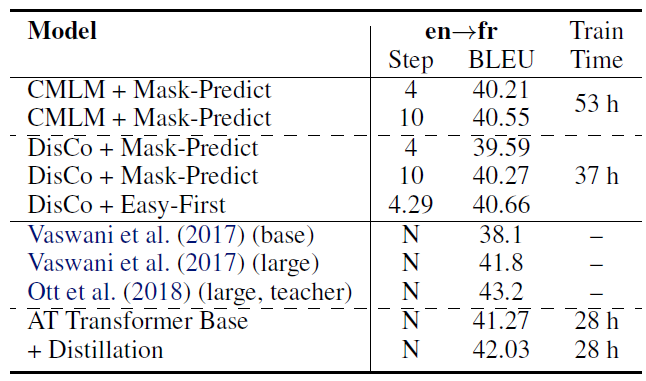 Model en→fr Train
Step BLEU Time
CMLM + Mask-Predict 4 40.21 53 h
CMLM + Mask-Predict 10 40.55
DisCo + Mask-Predict 4 39.59
DisCo + Mask-Predict 10 40.27 37 h
DisCo + Easy-First 4.29 40.66
Vaswani et al. (2017) (base) N 38.1 –
Vaswani et al. (2017) (large) N 41.8 –
Ott et al. (2018) (large, teacher) N 43.2 –
AT Transformer Base N 41.27 28 h
+ Distillation N 42.03 28 h